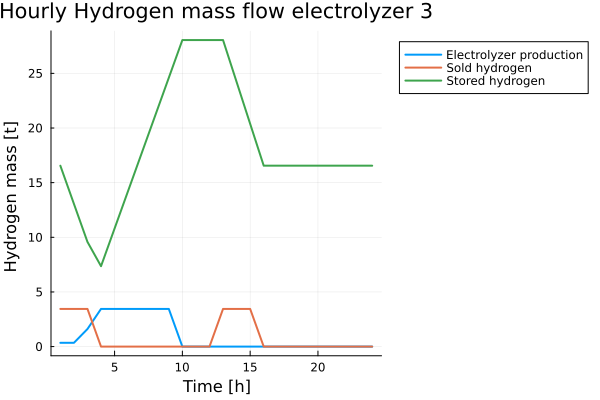 Hourly Hydrogen mass flow electrolyzer 3
Electrolyzer production
Sold hydrogen
Stored hydrogen
Hydrogen mass [t]
25
20
15
10
5
0
5
10
15
20
Time [h]